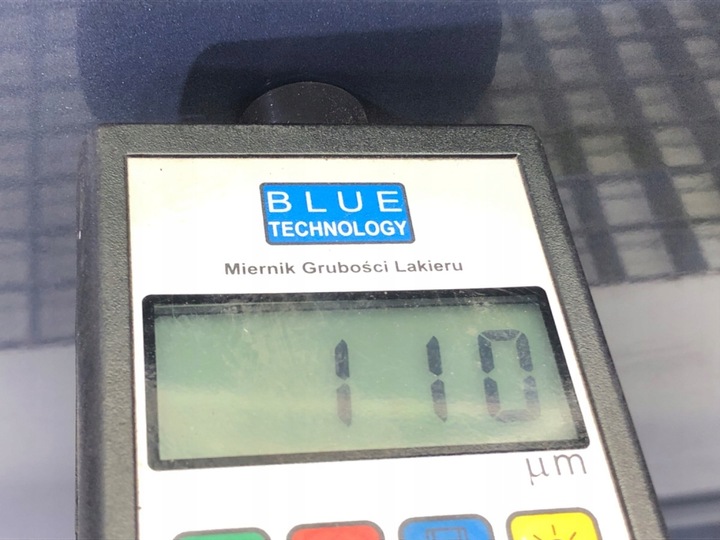 BLUE
TECHNOLOGY
Miernik Grubości Lakieru
110
μm